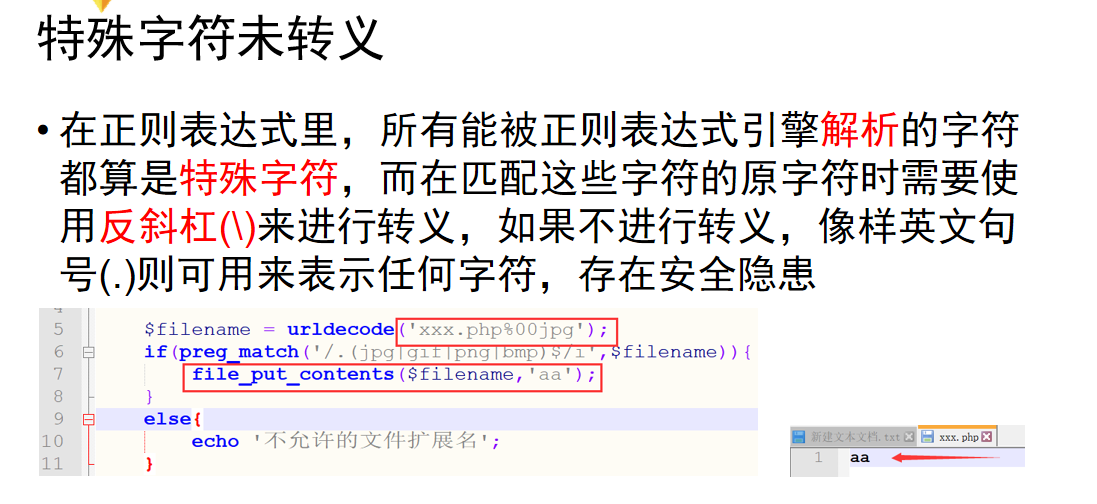 特殊字符未转义
• 在正则表达式里，所有能被正则表达式引擎解析的字符
都算是特殊字符，而在匹配这些字符的原字符时需要使
用反斜杠(\)来进行转义，如果不进行转义，像样英文句
号(.)则可用来表示任何字符，存在安全隐患
5 $filename = urldecode('xxx.php%00jpg');
6 if(preg_match('/.(jpg|gif|png|bmp)$/i',$filename)){
7 file_put_contents($filename,'aa');
8 }
9 else{
10 echo '不允许的文件扩展名';
11 }
新建文本文档.txt xxx.php
1 aa